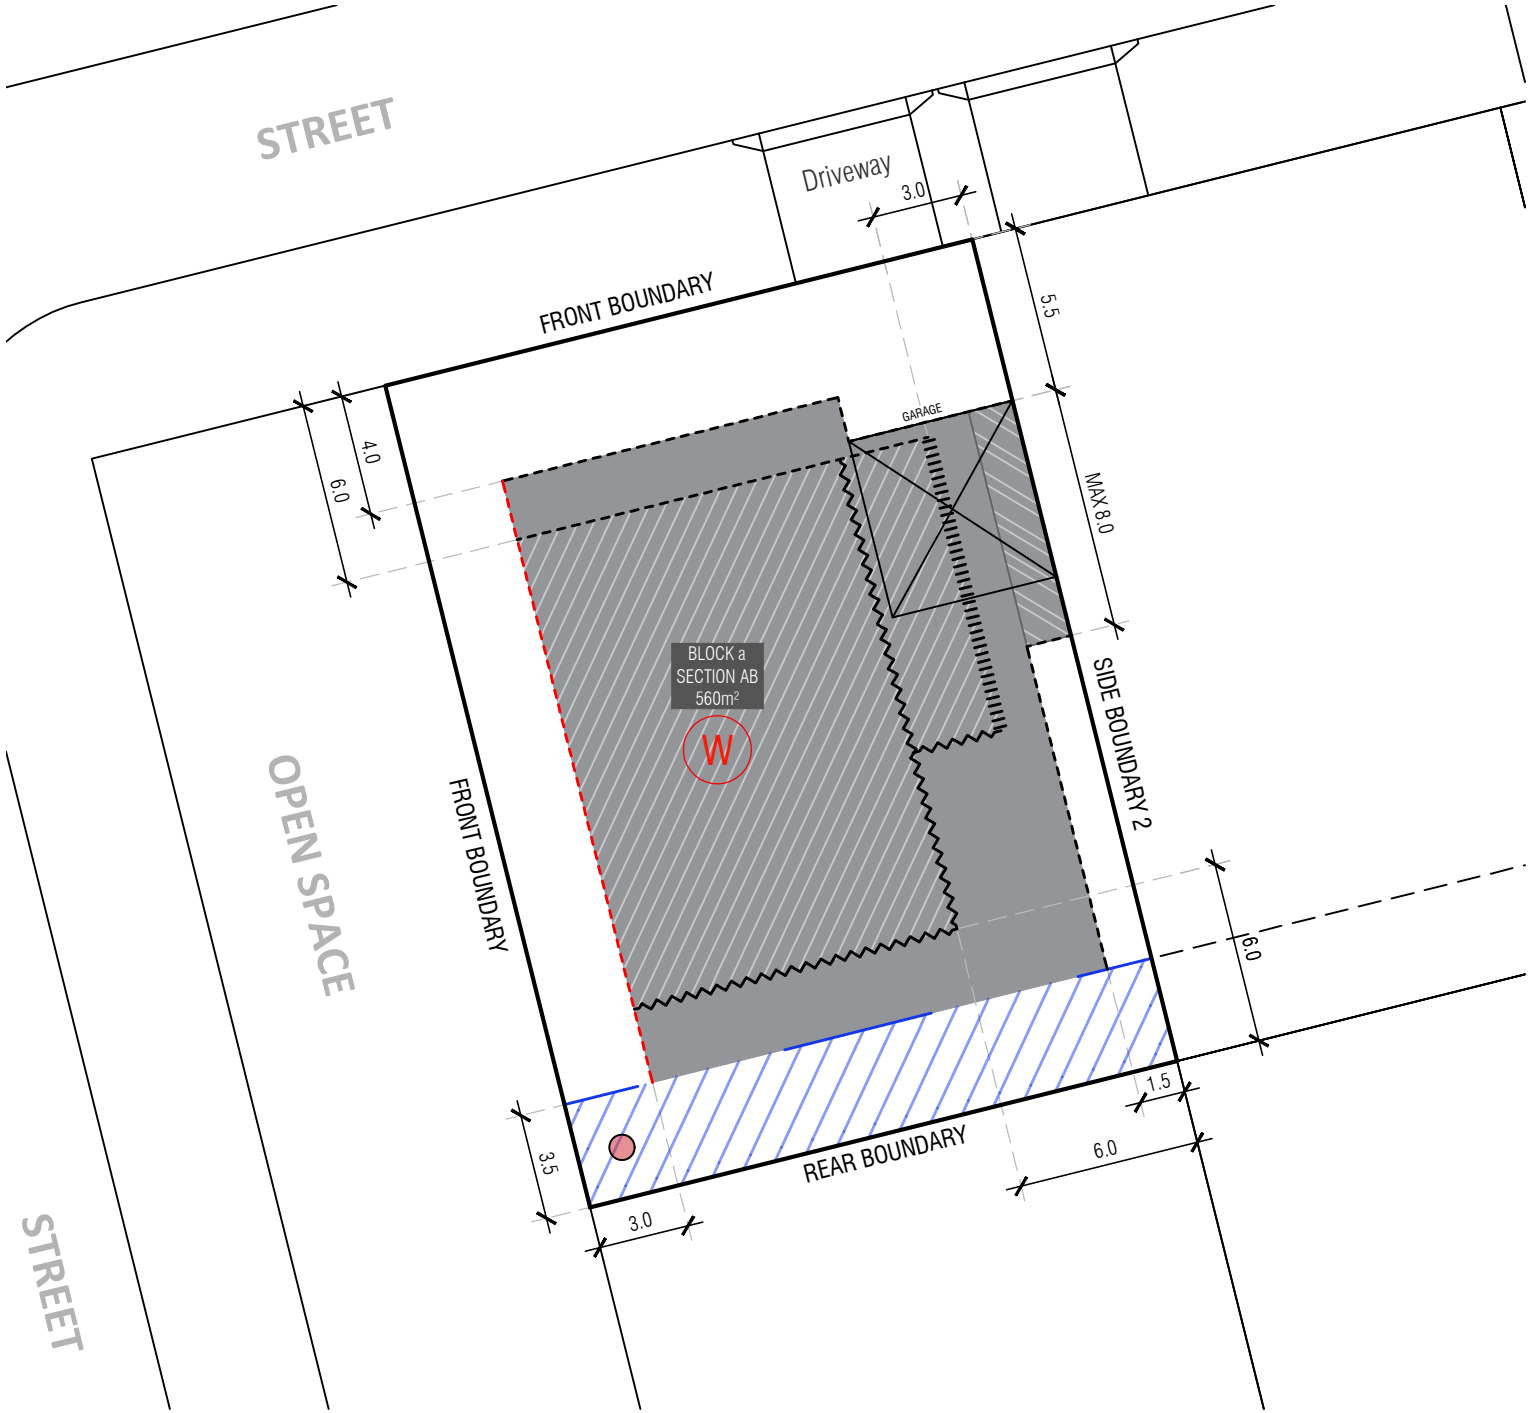 STREET
Driveway
3.0
FRONT BOUNDARY
5.5
GARAGE
4.0
6.0
MAX 8.0
BLOCK a
SECTION AB
560m²
W
SIDE BOUNDARY 2
OPEN SPACE
FRONT BOUNDARY
6.0
1.5
REAR BOUNDARY
6.0
3.5
3.0
STREET